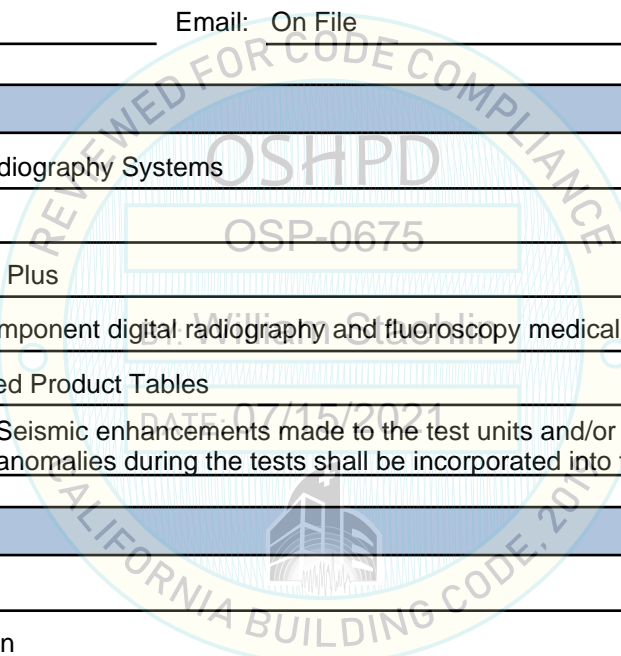 Email: On File
REVIEWED FOR CODE COMPLIANCE
diography Systems
OSHPD
OSP-0675
Plus
mponent digital radiography and fluoroscopy medical
BY: William Staehlin
ed Product Tables
DATE: 07/15/2021
Seismic enhancements made to the test units and/or
anomalies during the tests shall be incorporated into
CALIFORNIA BUILDING CODE, 201
n